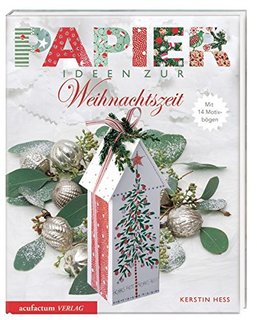 PAPIER
IDEEN ZUR
Weihnachtszeit
Mit
14 Motiv-
bögen
acufactum VERLAG
KERSTIN HESS